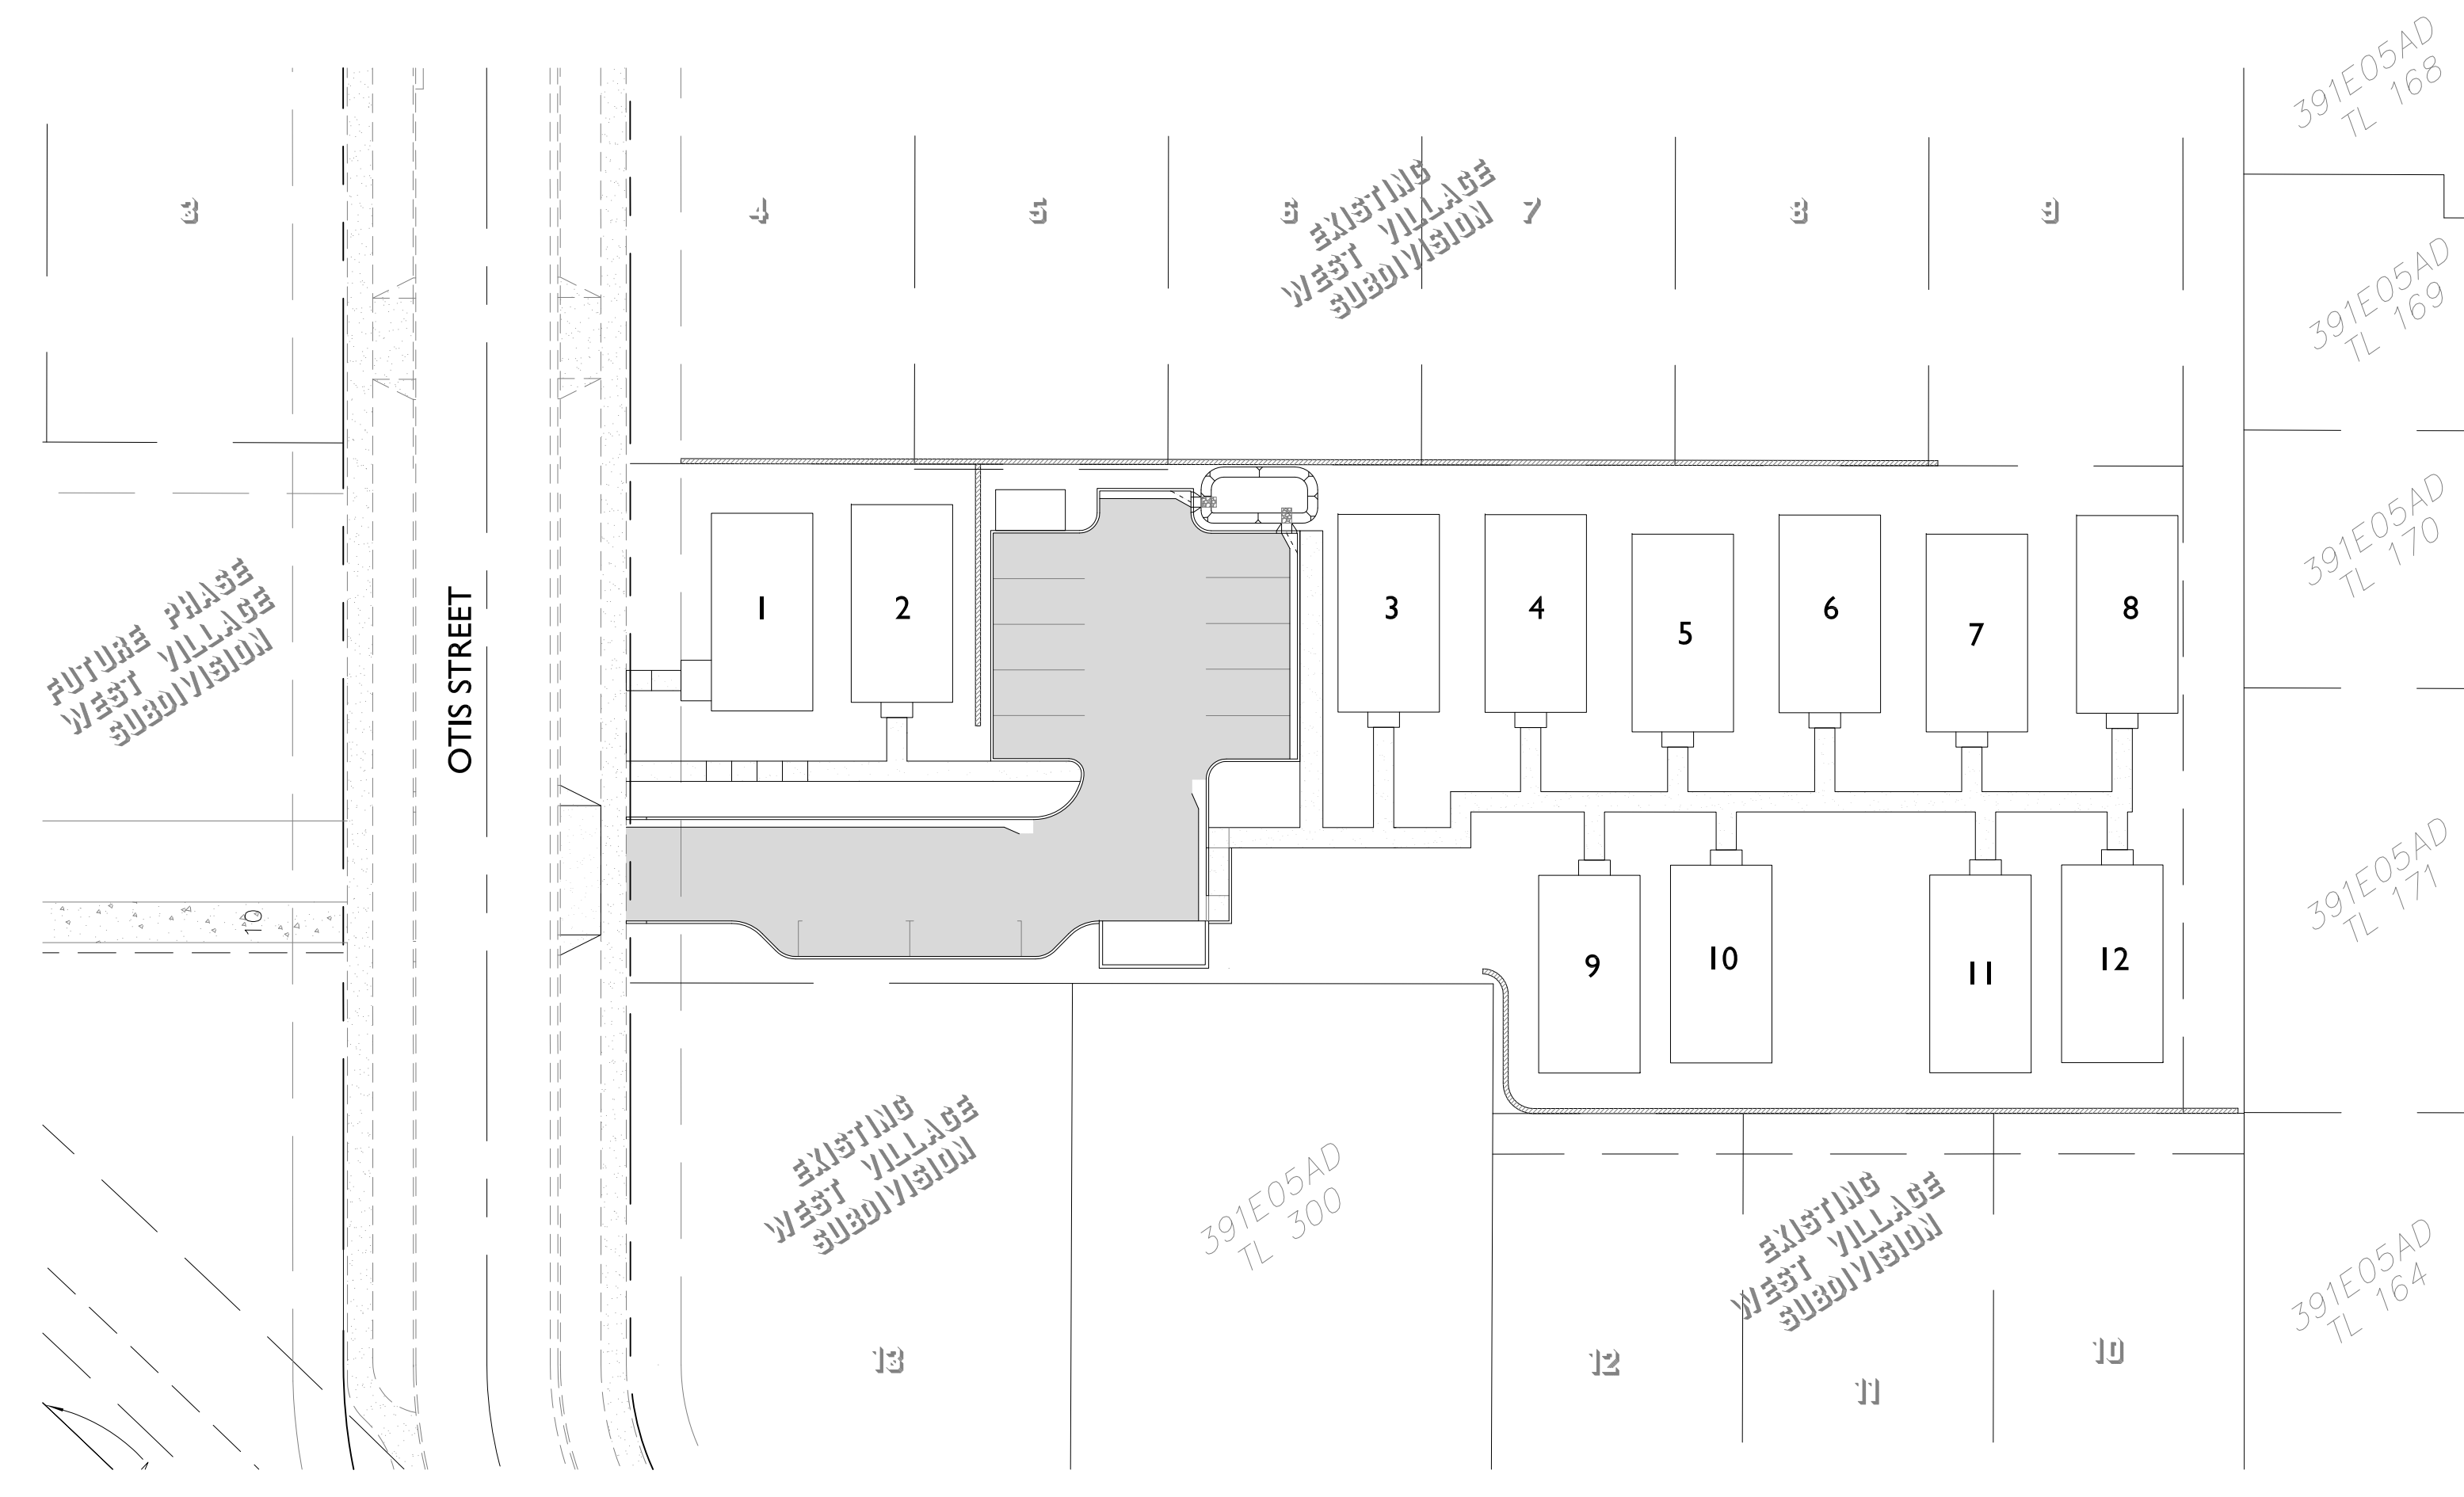 391E05AD
TL 168
3
4
5
6
7
8
9
EXISTING
WEST VILLAGE
SUBDIVISION
391E05AD
TL 169
391E05AD
TL 170
FUTURE PHASE
WEST VILLAGE
SUBDIVISION
OTIS STREET
1
2
3
4
5
6
7
8
10
9
10
11
12
391E05AD
TL 171
EXISTING
WEST VILLAGE
SUBDIVISION
391E05AD
TL 300
EXISTING
WEST VILLAGE
SUBDIVISION
391E05AD
TL 164
13
12
11
10